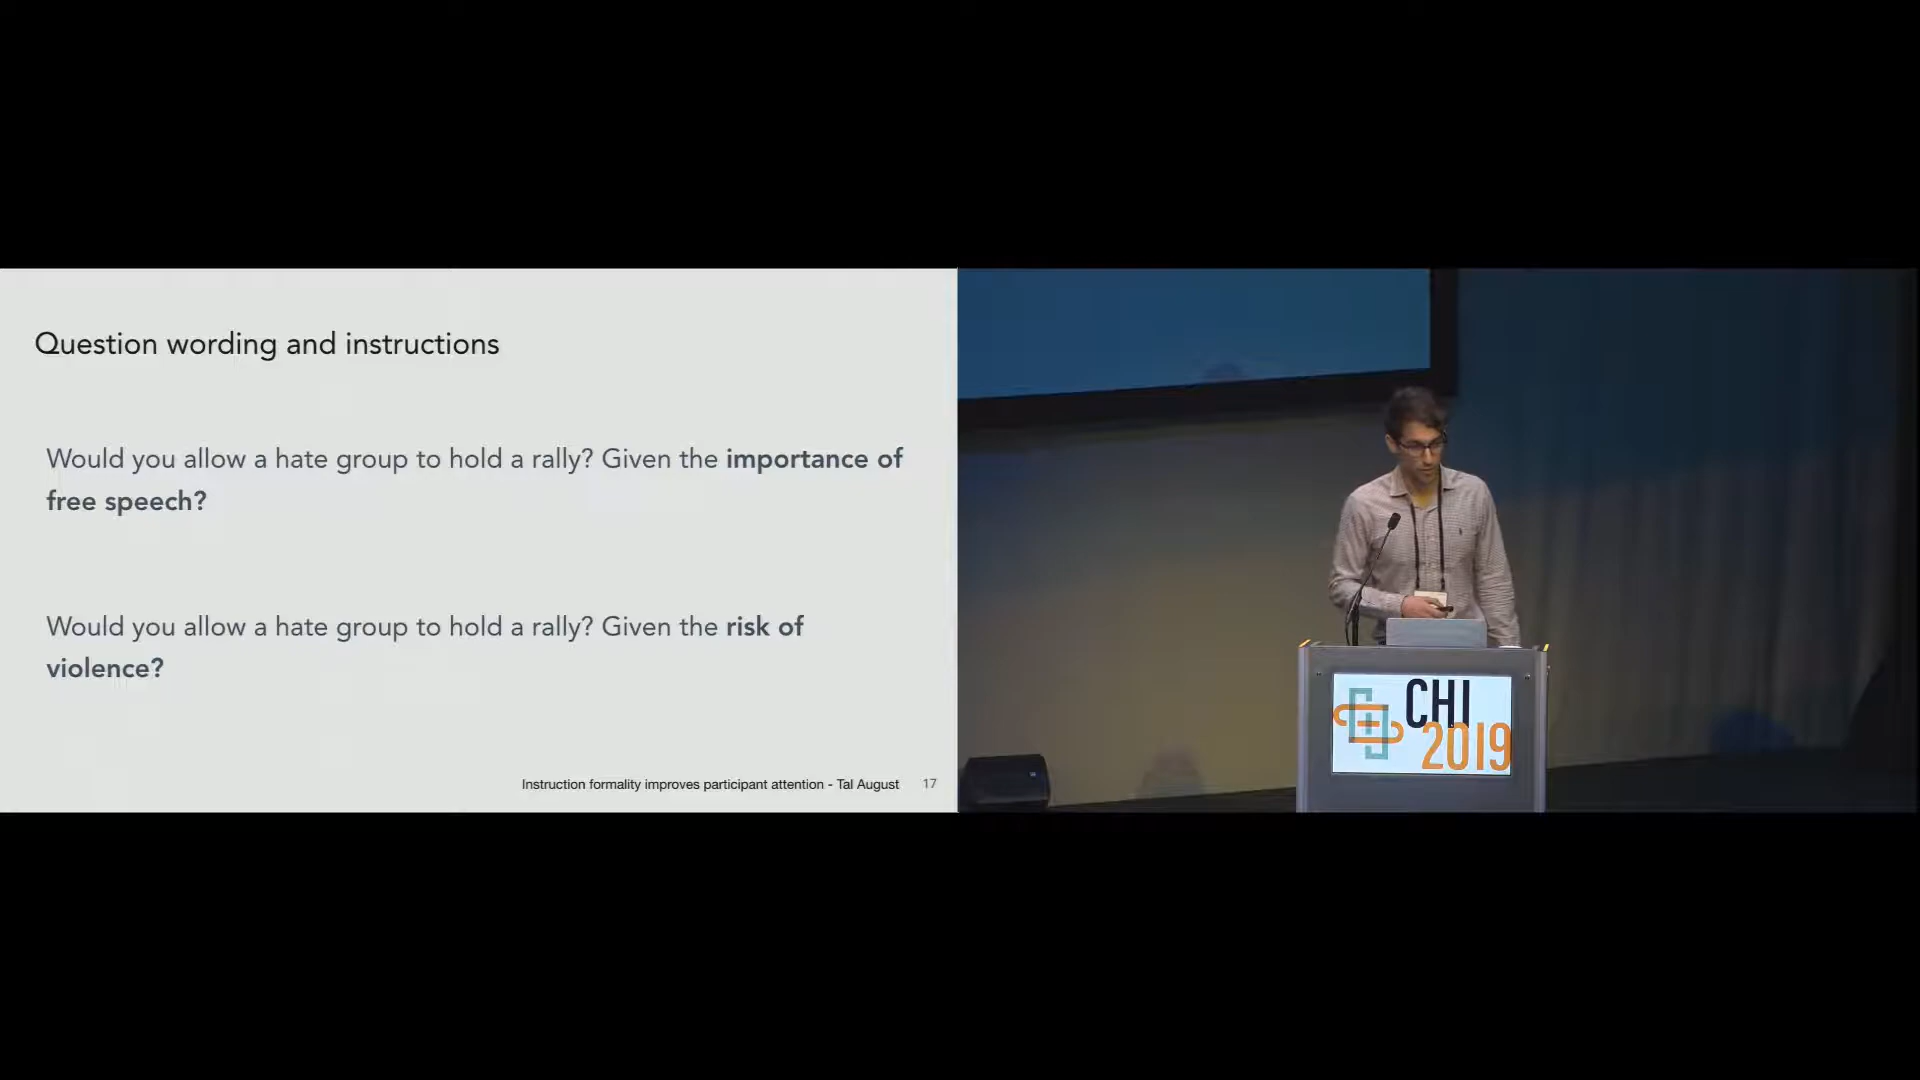 Question wording and instructions
Would you allow a hate group to hold a rally? Given the importance of
free speech?
Would you allow a hate group to hold a rally? Given the risk of
violence?
Instruction formality improves participant attention - Tal August 17
CHI
2019